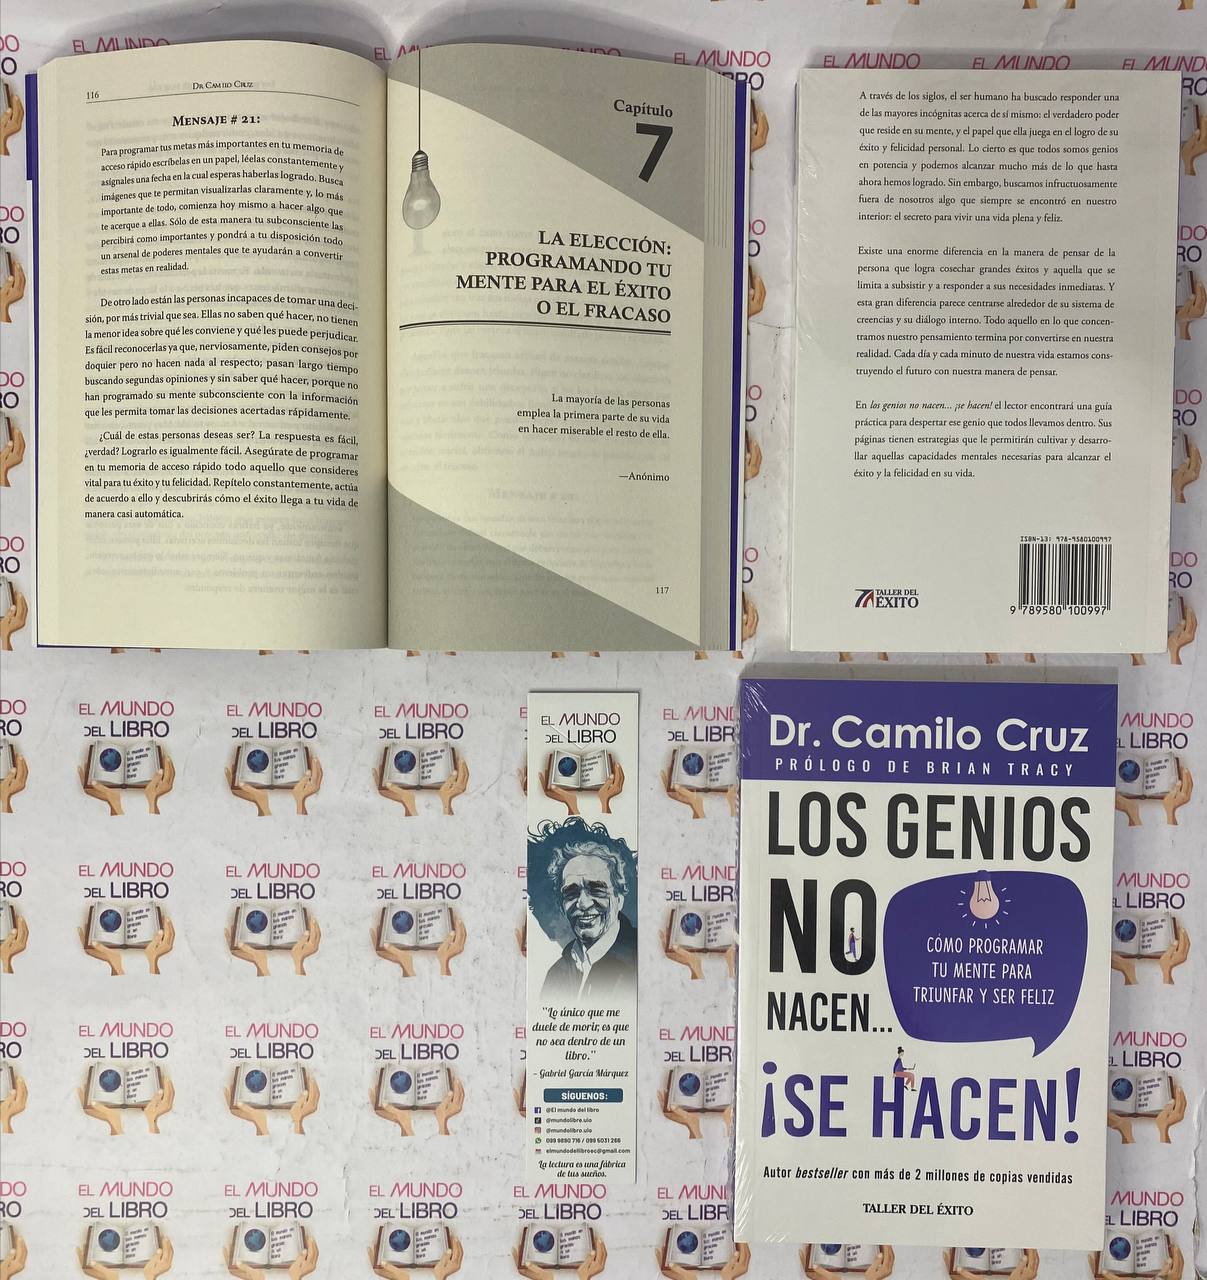 116
Dr Camilo Cruz
Mensaje # 21:
Para programar tus metas más importantes en tu memoria de
acceso rápido escríbelas en un papel, léelas constantemente y
asígnales una fecha en la cual esperas haberlas logrado. Busca
imágenes que te permitan visualizarlas claramente y, lo más
importante de todo, comienza hoy mismo a hacer algo que
te acerque a ellas. Sólo de esta manera tu subconsciente las
percibirá como importantes y pondrá a tu disposición todo
un arsenal de poderes mentales que te ayudarán a convertir
estas metas en realidad.
De otro lado están las personas incapaces de tomar una deci-
sión, por más trivial que sea. Ellas no saben qué hacer, no tienen
la menor idea sobre qué les conviene y qué les puede perjudicar.
Es fácil reconocerlas ya que, nerviosamente, piden consejos por
doquier pero no hacen nada al respecto; pasan largo tiempo
buscando segundas opiniones y sin saber qué hacer, porque no
han programado su mente subconsciente con la información
que les permita tomar las decisiones acertadas rápidamente.
¿Cuál de estas personas deseas ser? La respuesta es fácil,
¿verdad? Lograrlo es igualmente fácil. Asegúrate de programar
en tu memoria de acceso rápido todo aquello que consideres
vital para tu éxito y tu felicidad. Repítelo constantemente, actúa
de acuerdo a ello y descubrirás cómo el éxito llega a tu vida de
manera casi automática.
Capítulo
7
LA ELECCIÓN:
PROGRAMANDO TU
MENTE PARA EL ÉXITO
O EL FRACASO
La mayoría de las personas
emplea la primera parte de su vida
en hacer miserable el resto de ella.
—Anónimo
117
A través de los siglos, el ser humano ha buscado responder una
de las mayores incógnitas acerca de sí mismo: el verdadero poder
que reside en su mente, y el papel que ella juega en el logro de su
éxito y felicidad personal. Lo cierto es que todos somos genios
en potencia y podemos alcanzar mucho más de lo que hasta
ahora hemos logrado. Sin embargo, buscamos infructuosamente
fuera de nosotros algo que siempre se encontró en nuestro
interior: el secreto para vivir una vida plena y feliz.
Existe una enorme diferencia en la manera de pensar de la
persona que logra cosechar grandes éxitos y aquella que se
limita a subsistir y a responder a sus necesidades inmediatas. Y
esta gran diferencia parece centrarse alrededor de su sistema de
creencias y su diálogo interno. Todo aquello en lo que concen-
tramos nuestro pensamiento termina por convertirse en nuestra
realidad. Cada día y cada minuto de nuestra vida estamos cons-
truyendo el futuro con nuestra manera de pensar.
En los genios no nacen... ¡se hacen! el lector encontrará una guía
práctica para despertar ese genio que todos llevamos dentro. Sus
páginas tienen estrategias que le permitirán cultivar y desarro-
llar aquellas capacidades mentales necesarias para alcanzar el
éxito y la felicidad en su vida.
ISBN-13: 978-9580100997
9 789580 100997
TALLER DEL
ÉXITO
EL MUNDO
DEL LIBRO
"Lo único que me
duele de morir, es que
no sea dentro de un
libro."
- Gabriel García Márquez
SÍGUENOS:
@El mundo del libro
@mundolibro.uio
@mundolibro.uio
099 9890 716 / 099 5031 266
elmundodellibroec@gmail.com
La lectura es una fábrica
de tus sueños.
Dr. Camilo Cruz
PRÓLOGO DE BRIAN TRACY
LOS GENIOS
NO
NACEN...
CÓMO PROGRAMAR
TU MENTE PARA
TRIUNFAR Y SER FELIZ
¡SE HACEN!
Autor bestseller con más de 2 millones de copias vendidas
TALLER DEL ÉXITO